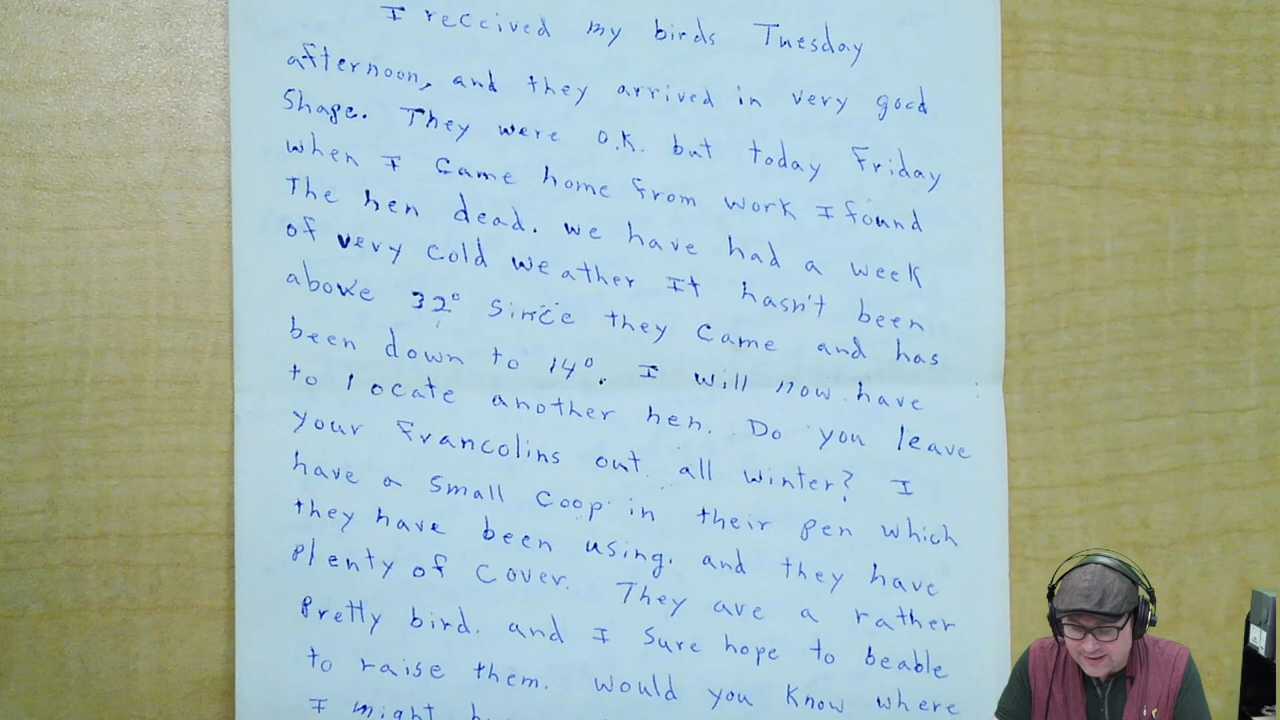 I received my birds Tuesday
afternoon, and they arrived in very good
Shape. They were O.K. but today Friday
when I came home from work I found
The hen dead. we have had a week
of very cold weather It hasn't been
above 32° since they came and has
been down to 14°. I will now have
to locate another hen. Do you leave
your Francolins out all winter? I
have a small coop in their pen which
they have been using. and they have
plenty of cover. They are a rather
Pretty bird. and I sure hope to beable
to raise them. Would you know where
I might